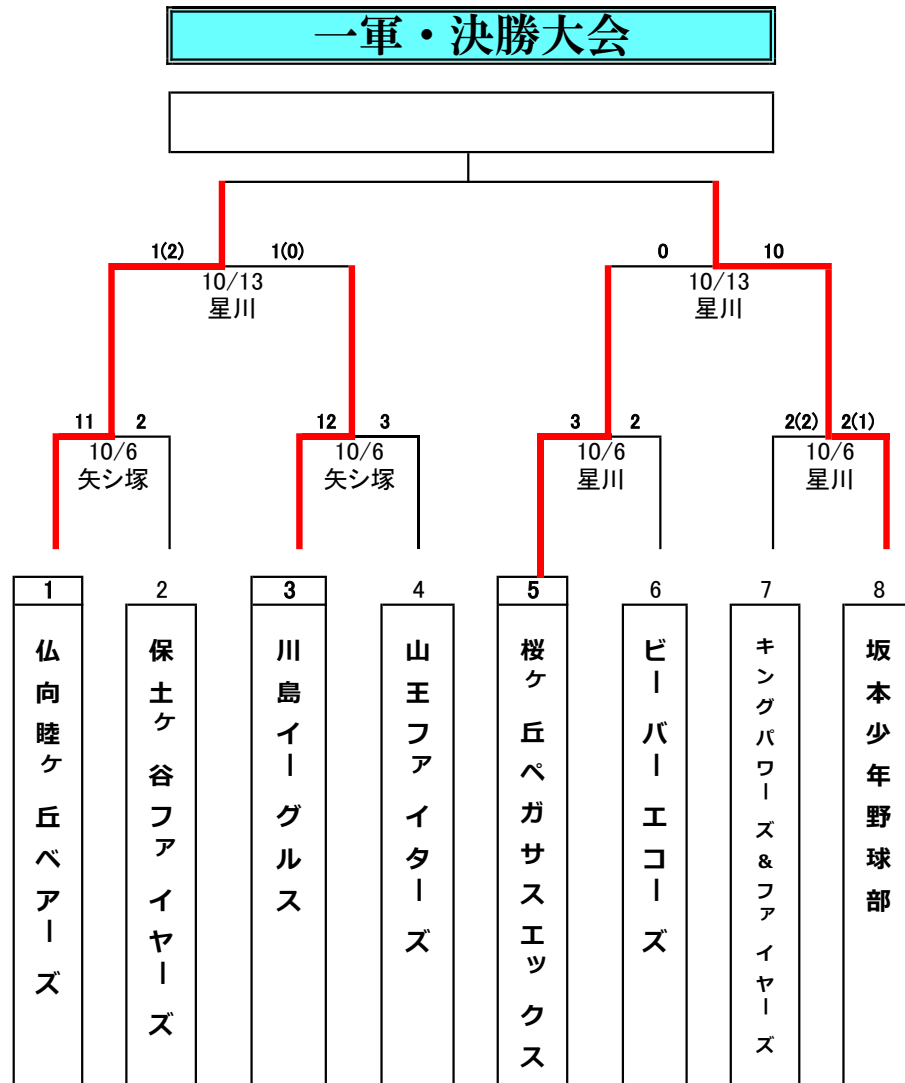 一軍・決勝大会
1(2) 1(0) 0 10
10/13 10/13
星川 星川
11 2 12 3 3 2 2(2) 2(1)
10/6 10/6 10/6 10/6
矢シ塚 矢シ塚 星川 星川
1 2 3 4 5 6 7 8
仏向睦ヶ丘ベアーズ
保土ヶ谷ファイヤーズ
川島イーグルス
山王ファイターズ
桜ヶ丘ペガサスエックス
ビーバーエコーズ
キングパワーズ&ファイヤーズ
坂本少年野球部